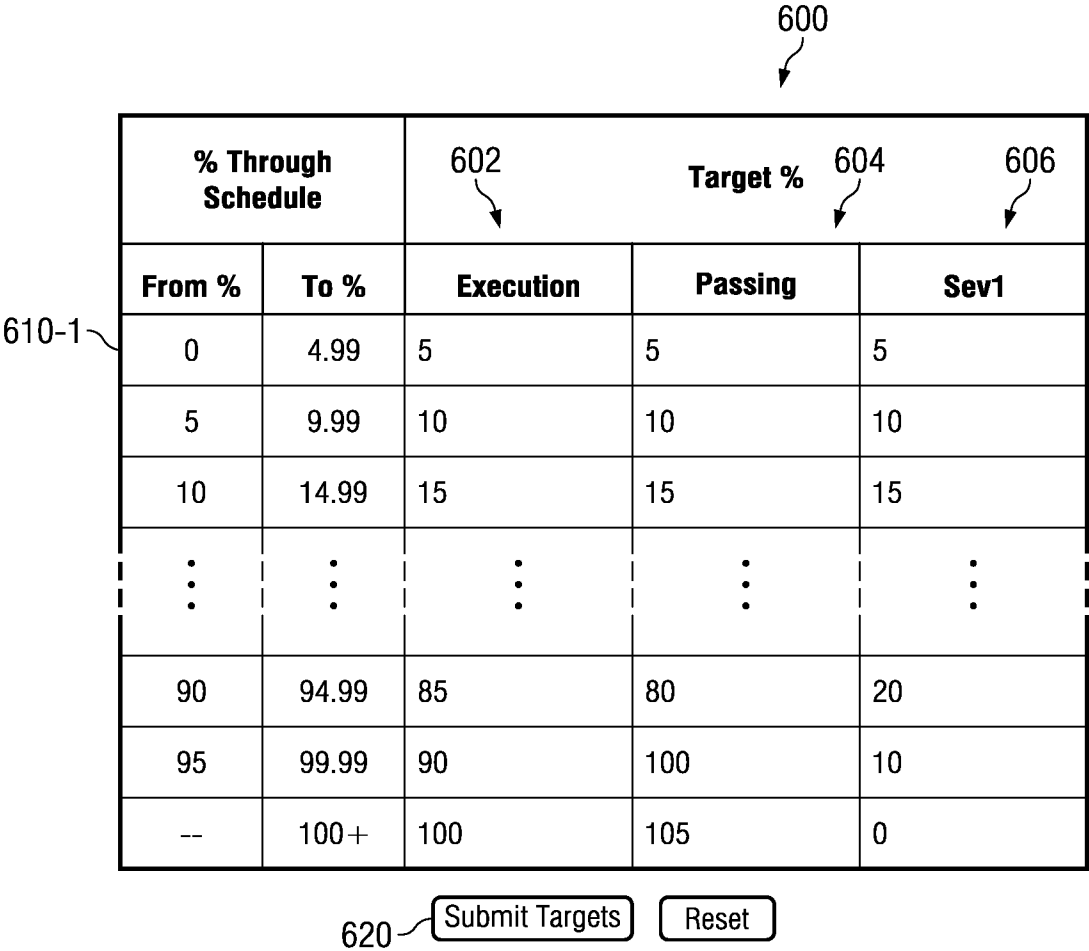 600
% Through
Schedule
602
Target %
604
606
From %
To %
Execution
Passing
Sev1
610-1
0 4.99 5 5 5
5 9.99 10 10 10
10 14.99 15 15 15
90 94.99 85 80 20
95 99.99 90 100 10
-- 100+ 100 105 0
620
Submit Targets
Reset